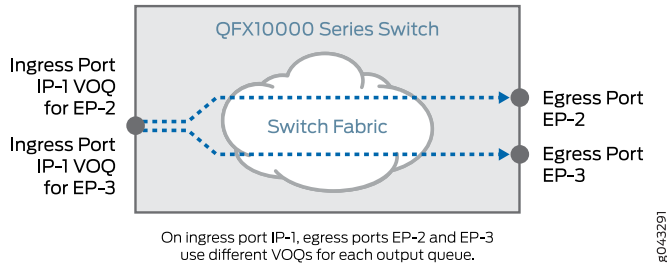 QFX10000 Series Switch
Ingress Port
IP-1 VOQ
for EP-2
Ingress Port
IP-1 VOQ
for EP-3
Switch Fabric
Egress Port
EP-2
Egress Port
EP-3
On ingress port IP-1, egress ports EP-2 and EP-3
use different VOQs for each output queue.
g043291